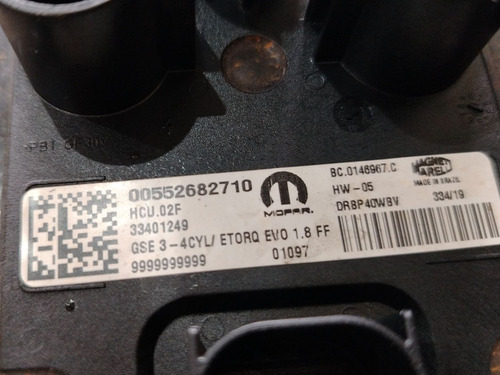 00552682710
HCU.02F
33401249
GSE 3-4CYL/ ETORQ EVO 1.8 FF
9999999999
01097
MOPAR.
BC.0146967.C
HW-05
DRBP40WBV
334/19
MAGNETI
MARELLI
MADE IN BRAZIL